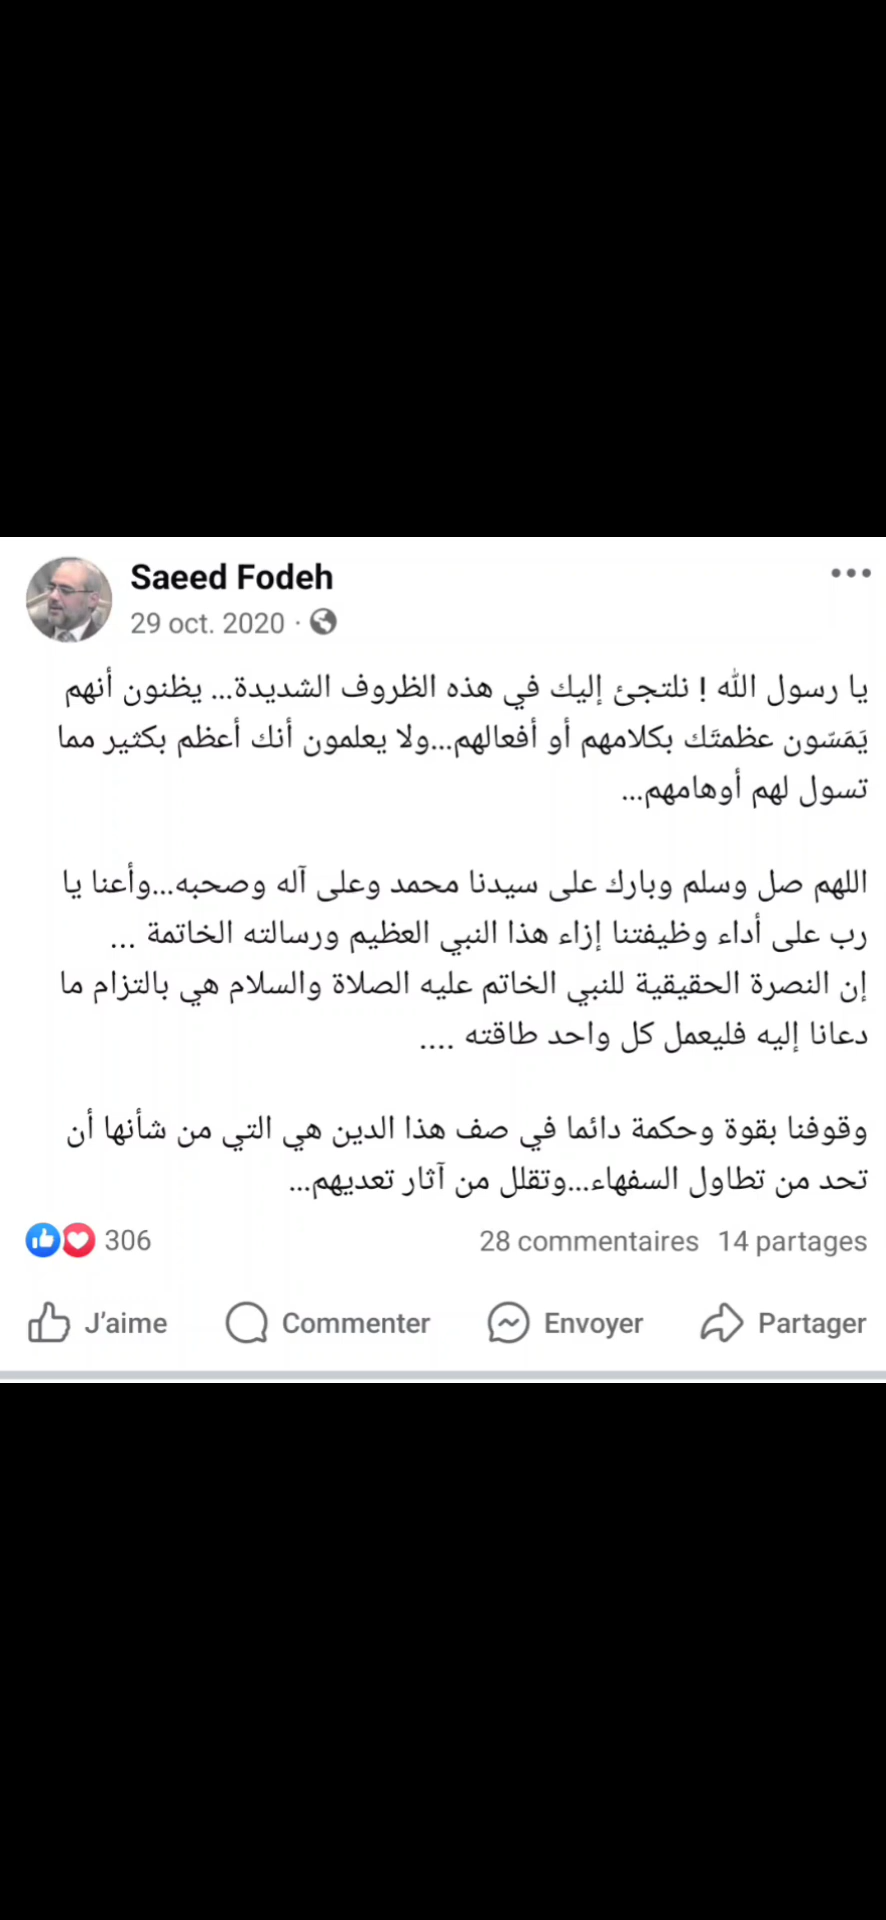 Saeed Fodeh
29 oct. 2020 ·
يا رسول الله ! نلتجئ إليك في هذه الظروف الشديدة... يظنون أنهم
يَمَسّون عظمتَك بكلامهم أو أفعالهم...ولا يعلمون أنك أعظم بكثير مما
تسول لهم أوهامهم...
اللهم صل وسلم وبارك على سيدنا محمد وعلى آله وصحبه...وأعنا يا
رب على أداء وظيفتنا إزاء هذا النبي العظيم ورسالته الخاتمة ...
إن النصرة الحقيقية للنبي الخاتم عليه الصلاة والسلام هي بالتزام ما
دعانا إليه فليعمل كل واحد طاقته ....
وقوفنا بقوة وحكمة دائما في صف هذا الدين هي التي من شأنها أن
تحد من تطاول السفهاء...وتقلل من آثار تعديهم...
306 28 commentaires 14 partages
J’aime Commenter Envoyer Partager